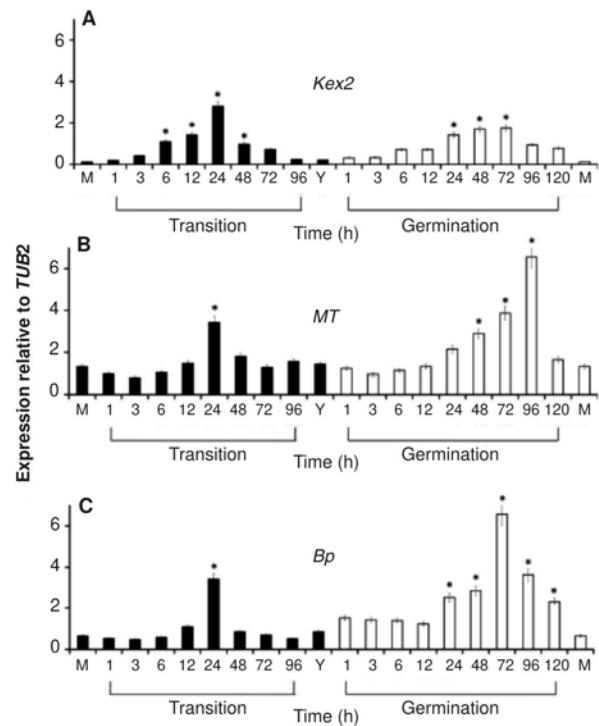 A
6
4
2
0
Kex2
* * * * * * *
M 1 3 6 12 24 48 72 96 Y 1 3 6 12 24 48 72 96 120 M
Transition Germination
Time (h)
Expression relative to TUB2
B
6
4
2
0
MT
* * * *
M 1 3 6 12 24 48 72 96 Y 1 3 6 12 24 48 72 96 120 M
Transition Germination
Time (h)
C
6
4
2
0
Bp
* * * * * *
M 1 3 6 12 24 48 72 96 Y 1 3 6 12 24 48 72 96 120 M
Transition Germination
Time (h)